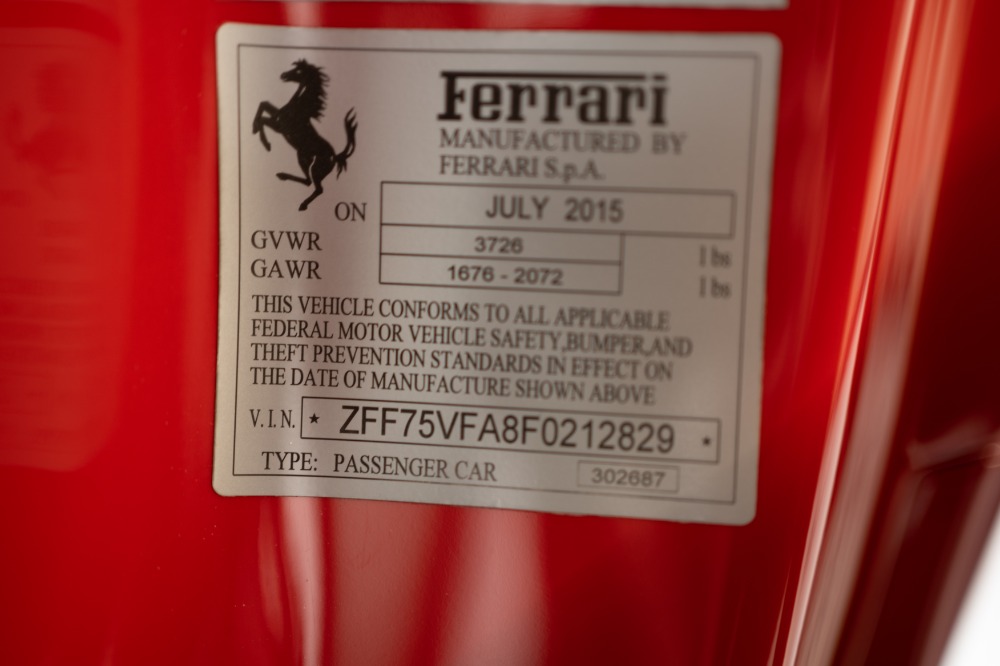 Ferrari
MANUFACTURED BY
FERRARI S.p.A.
ON JULY 2015
GVWR 3726 lbs
GAWR 1676 - 2072 lbs
THIS VEHICLE CONFORMS TO ALL APPLICABLE
FEDERAL MOTOR VEHICLE SAFETY,BUMPER,AND
THEFT PREVENTION STANDARDS IN EFFECT ON
THE DATE OF MANUFACTURE SHOWN ABOVE
V.I.N. * ZFF75VFA8F0212829 *
TYPE: PASSENGER CAR 302687